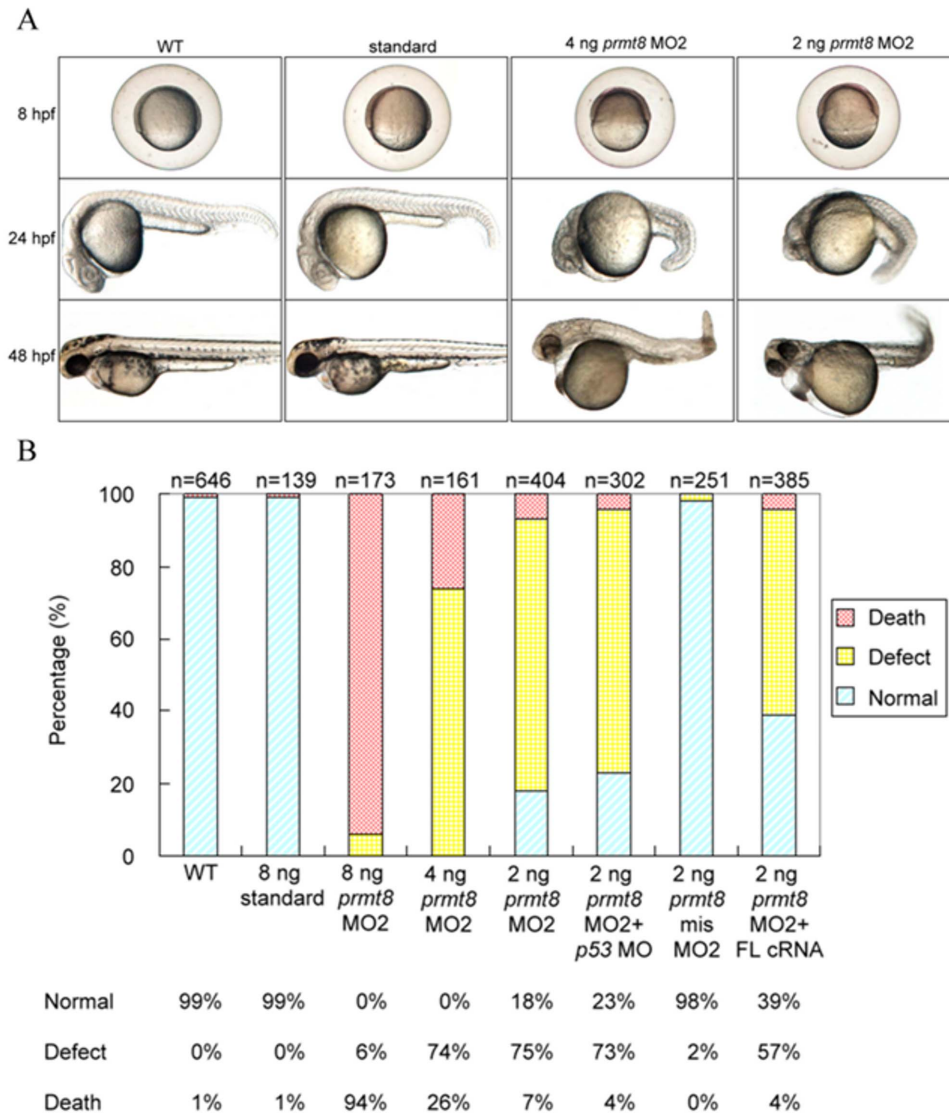 A
WT standard 4 ng prmt8 MO2 2 ng prmt8 MO2
8 hpf
24 hpf
48 hpf
B
n=646 n=139 n=173 n=161 n=404 n=302 n=251 n=385
100
80
60
40
20
0
Percentage (%)
Death
Defect
Normal
WT 8 ng 8 ng 4 ng 2 ng 2 ng 2 ng 2 ng
standard prmt8 prmt8 prmt8 prmt8 prmt8 prmt8
MO2 MO2 MO2 MO2+ mis MO2+
p53 MO MO2 FL cRNA
Normal 99% 99% 0% 0% 18% 23% 98% 39%
Defect 0% 0% 6% 74% 75% 73% 2% 57%
Death 1% 1% 94% 26% 7% 4% 0% 4%